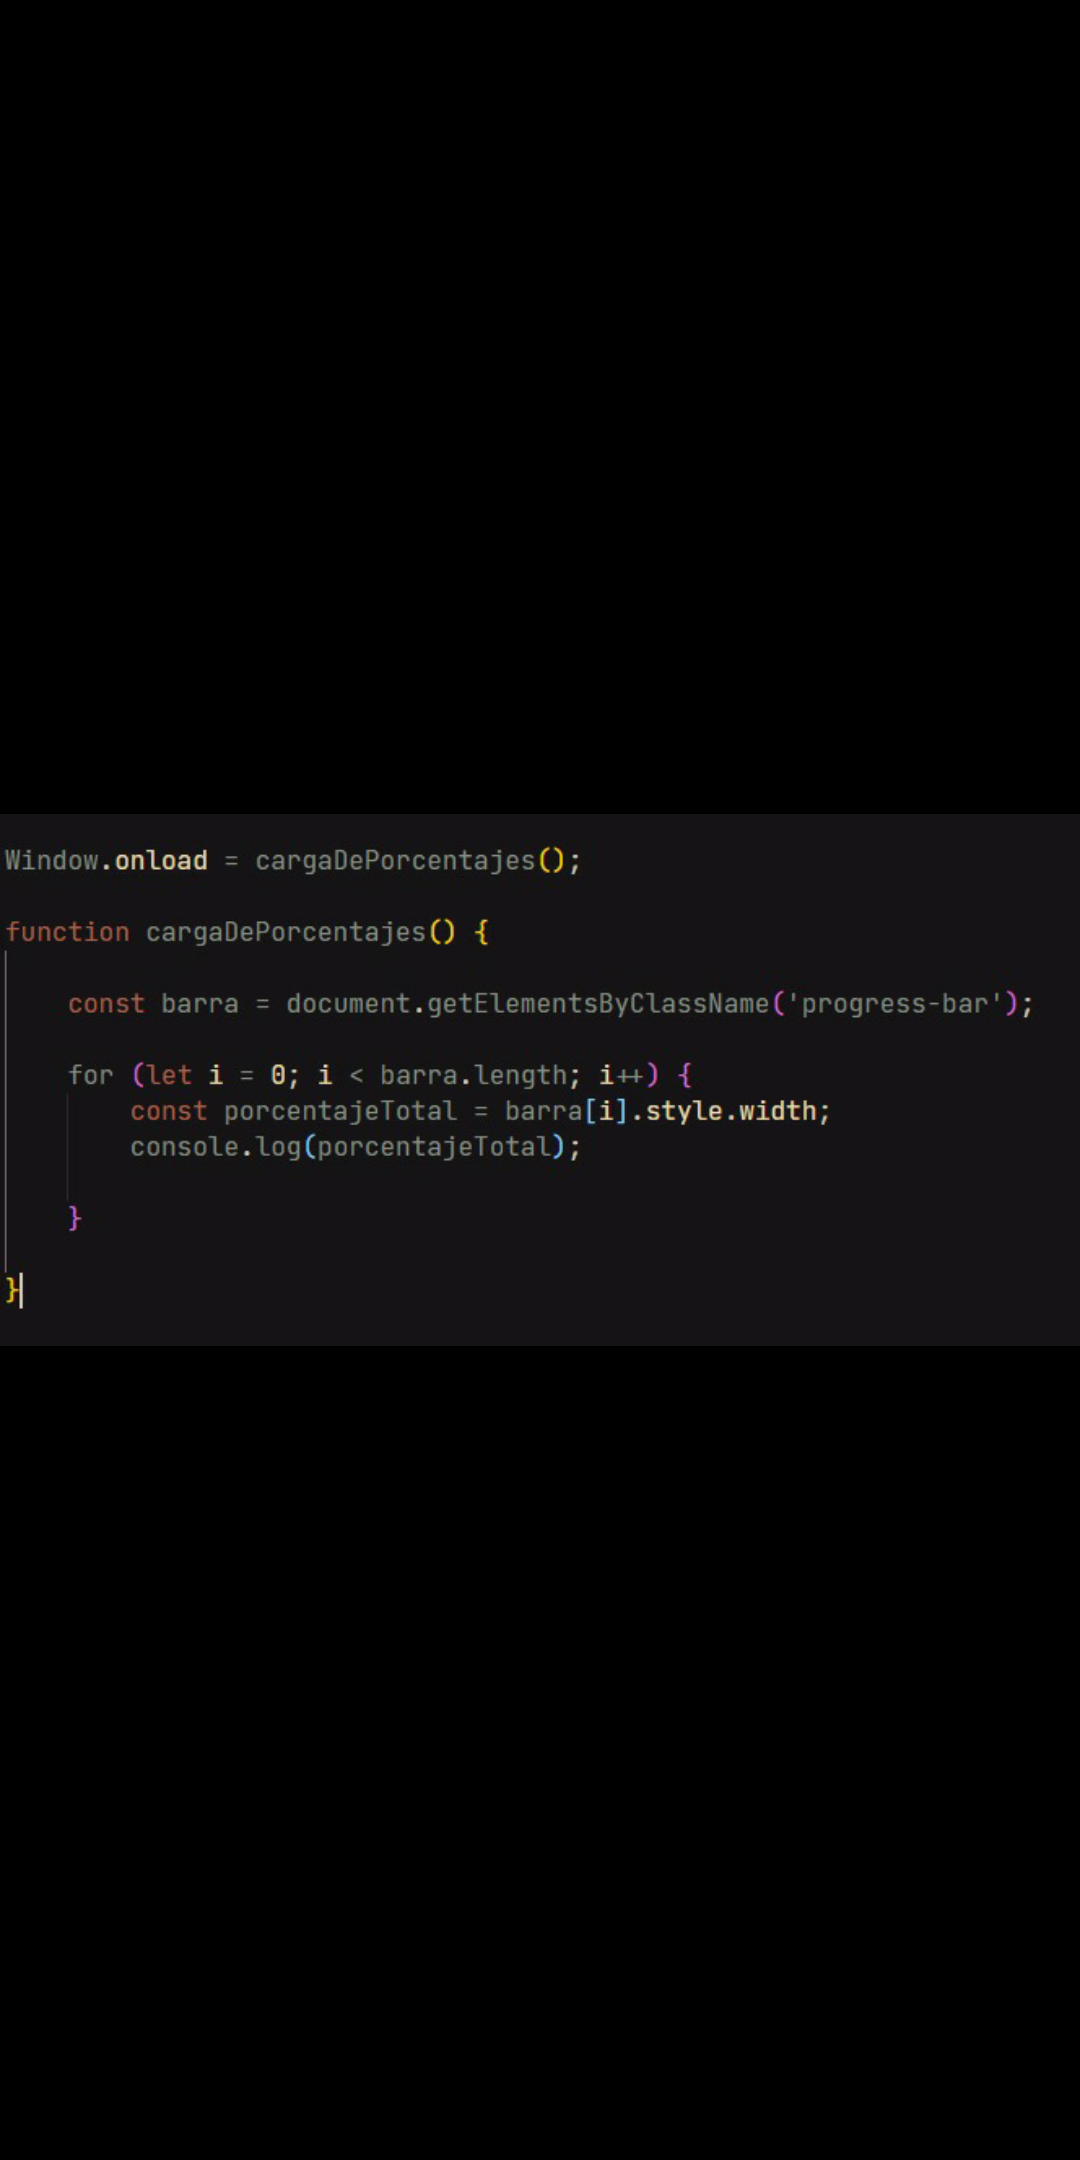 Window.onload = cargaDePorcentajes();
function cargaDePorcentajes() {
const barra = document.getElementsByClassName('progress-bar');
for (let i = 0; i < barra.length; i++) {
const porcentajeTotal = barra[i].style.width;
console.log(porcentajeTotal);
}
}